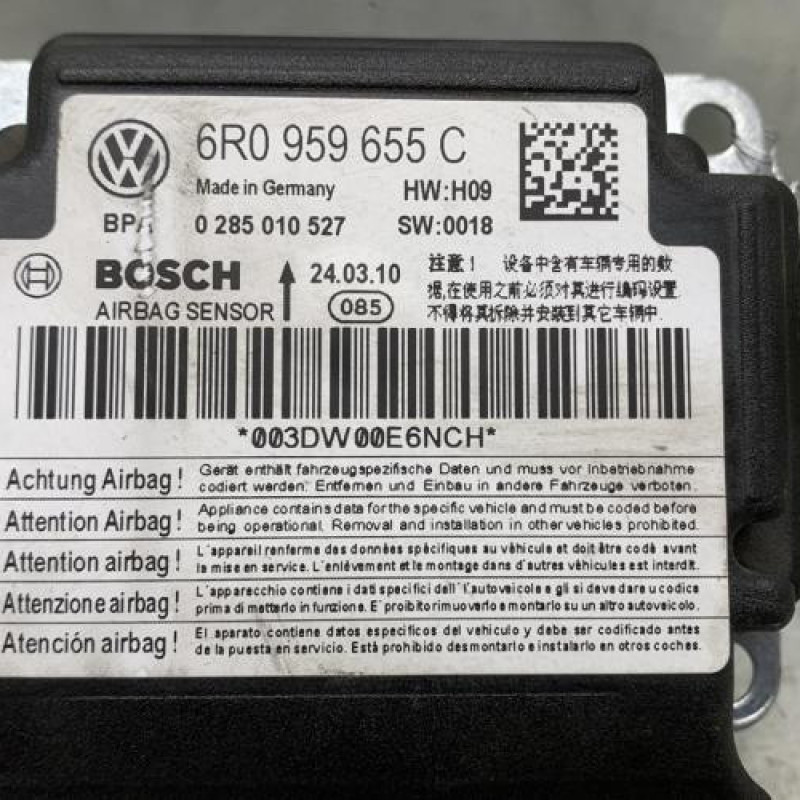 6R0 959 655 C
Made in Germany HW:H09
BPA 0 285 010 527 SW:0018
BOSCH 24.03.10
AIRBAG SENSOR 085
注意! 设备中含有车辆专用的数
据,在使用之前必须对其进行编码设置.
不得将其拆除并安装到其它车辆中.
*003DW00E6NCH*
Achtung Airbag! Gerät enthält fahrzeugspezifische Daten und muss vor Inbetriebnahme
codiert werden. Entfernen und Einbau in andere Fahrzeuge verboten.
Attention Airbag! Appliance contains data for the specific vehicle and must be coded before
being operational. Removal and installation in other vehicles prohibited.
Attention airbag! L'appareil renferme des données spécifiques au véhicule et doit être codé avant
la mise en service. L'enlèvement et le montage dans d'autres véhicules est interdit.
Attenzione airbag! L'apparecchio contiene i dati specifici dell'autoveicolo e gli si deve dare u codice
prima di metterlo in funzione. E' proibito rimuoverlo e montarlo su un altro autoveicolo.
Atención airbag! El aparato contiene datos específicos del vehículo y debe ser codificado antes
de la puesta en servicio. Está prohibido desmontarlo e instalarlo en otros coches.